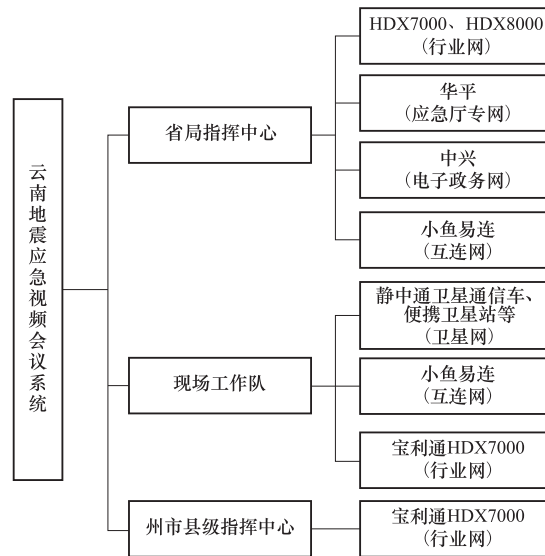 云南地震应急视频会议系统
省局指挥中心
HDX7000、HDX8000
（行业网）
华平
（应急厅专网）
中兴
（电子政务网）
小鱼易连
（互连网）
现场工作队
静中通卫星通信车、
便携卫星站等
（卫星网）
小鱼易连
（互连网）
宝利通HDX7000
（行业网）
州市县级指挥中心
宝利通HDX7000
（行业网）